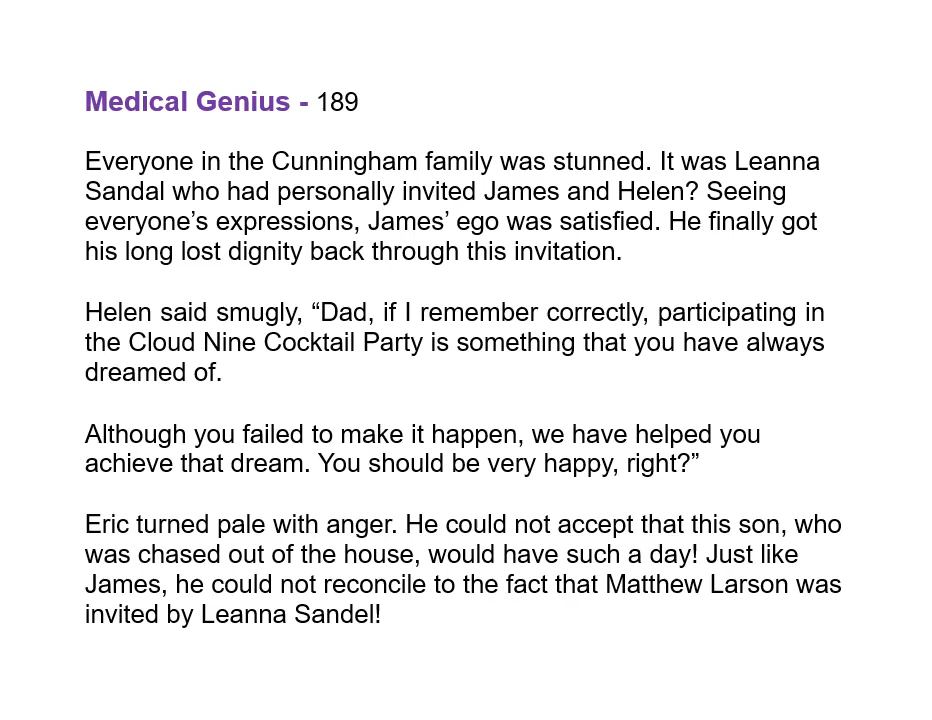 Medical Genius - 189
Everyone in the Cunningham family was stunned. It was Leanna
Sandal who had personally invited James and Helen? Seeing
everyone’s expressions, James’ ego was satisfied. He finally got
his long lost dignity back through this invitation.
Helen said smugly, “Dad, if I remember correctly, participating in
the Cloud Nine Cocktail Party is something that you have always
dreamed of.
Although you failed to make it happen, we have helped you
achieve that dream. You should be very happy, right?”
Eric turned pale with anger. He could not accept that this son, who
was chased out of the house, would have such a day! Just like
James, he could not reconcile to the fact that Matthew Larson was
invited by Leanna Sandel!